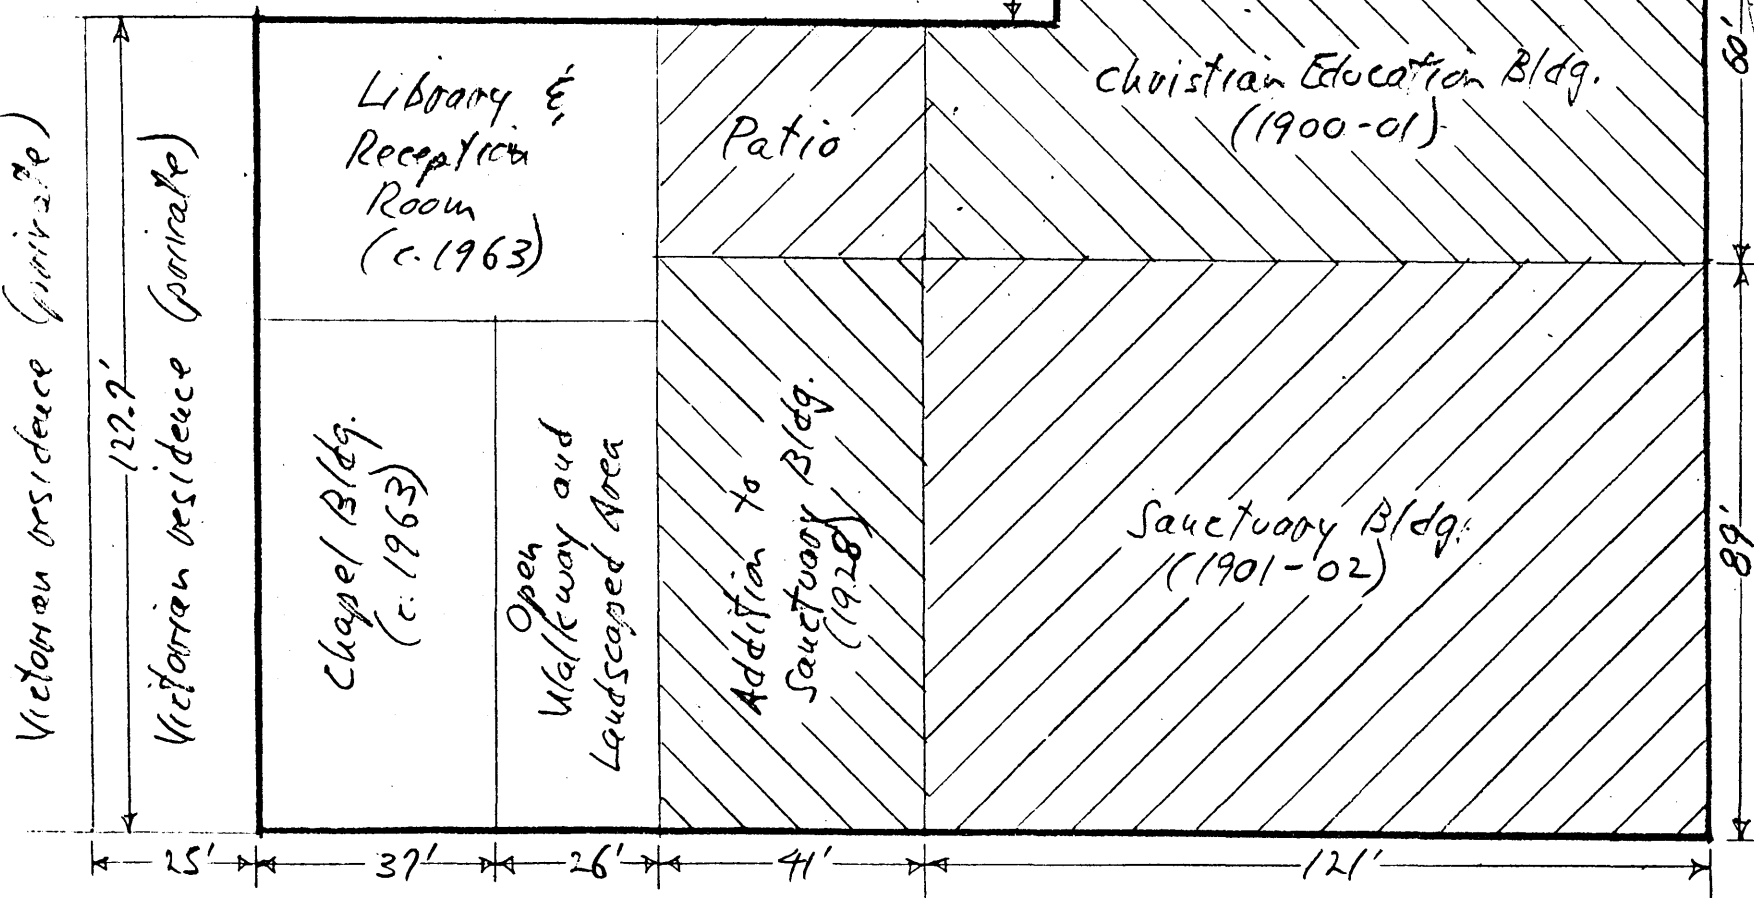 Library &
Reception
Room
(c. 1963)
Patio
Christian Education Bldg.
(1900-01)
60'
Victorian residence (private)
Victorian residence (private)
Chapel Bldg.
(c. 1963)
Open
Walkway and
Landscaped Area
Addition to
Sanctuary Bldg.
(1928)
Sanctuary Bldg.
(1901-02)
89'
25'
37'
26'
41'
121'